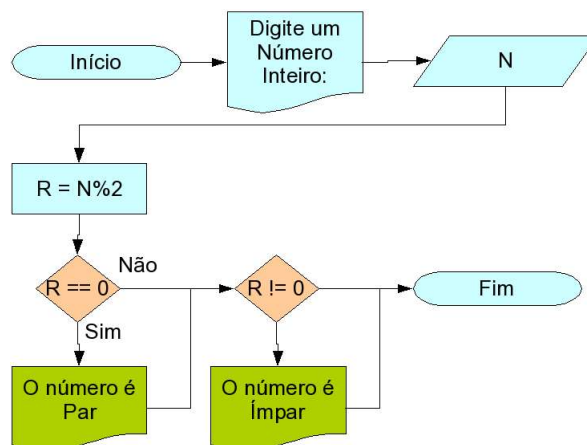 Início
Digite um
Número
Inteiro:
N
R = N%2
R == 0
Não
Sim
R != 0
Fim
O número é
Par
O número é
Ímpar